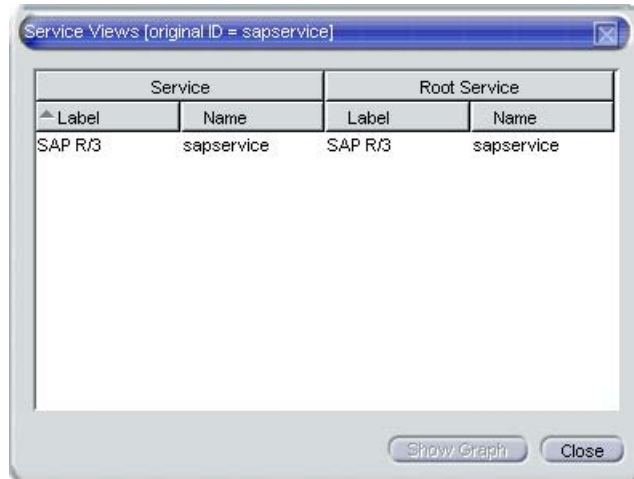 Service Views [original ID = sapservice]
Service Root Service
Label Name Label Name
SAP R/3 sapservice SAP R/3 sapservice
Show Graph Close